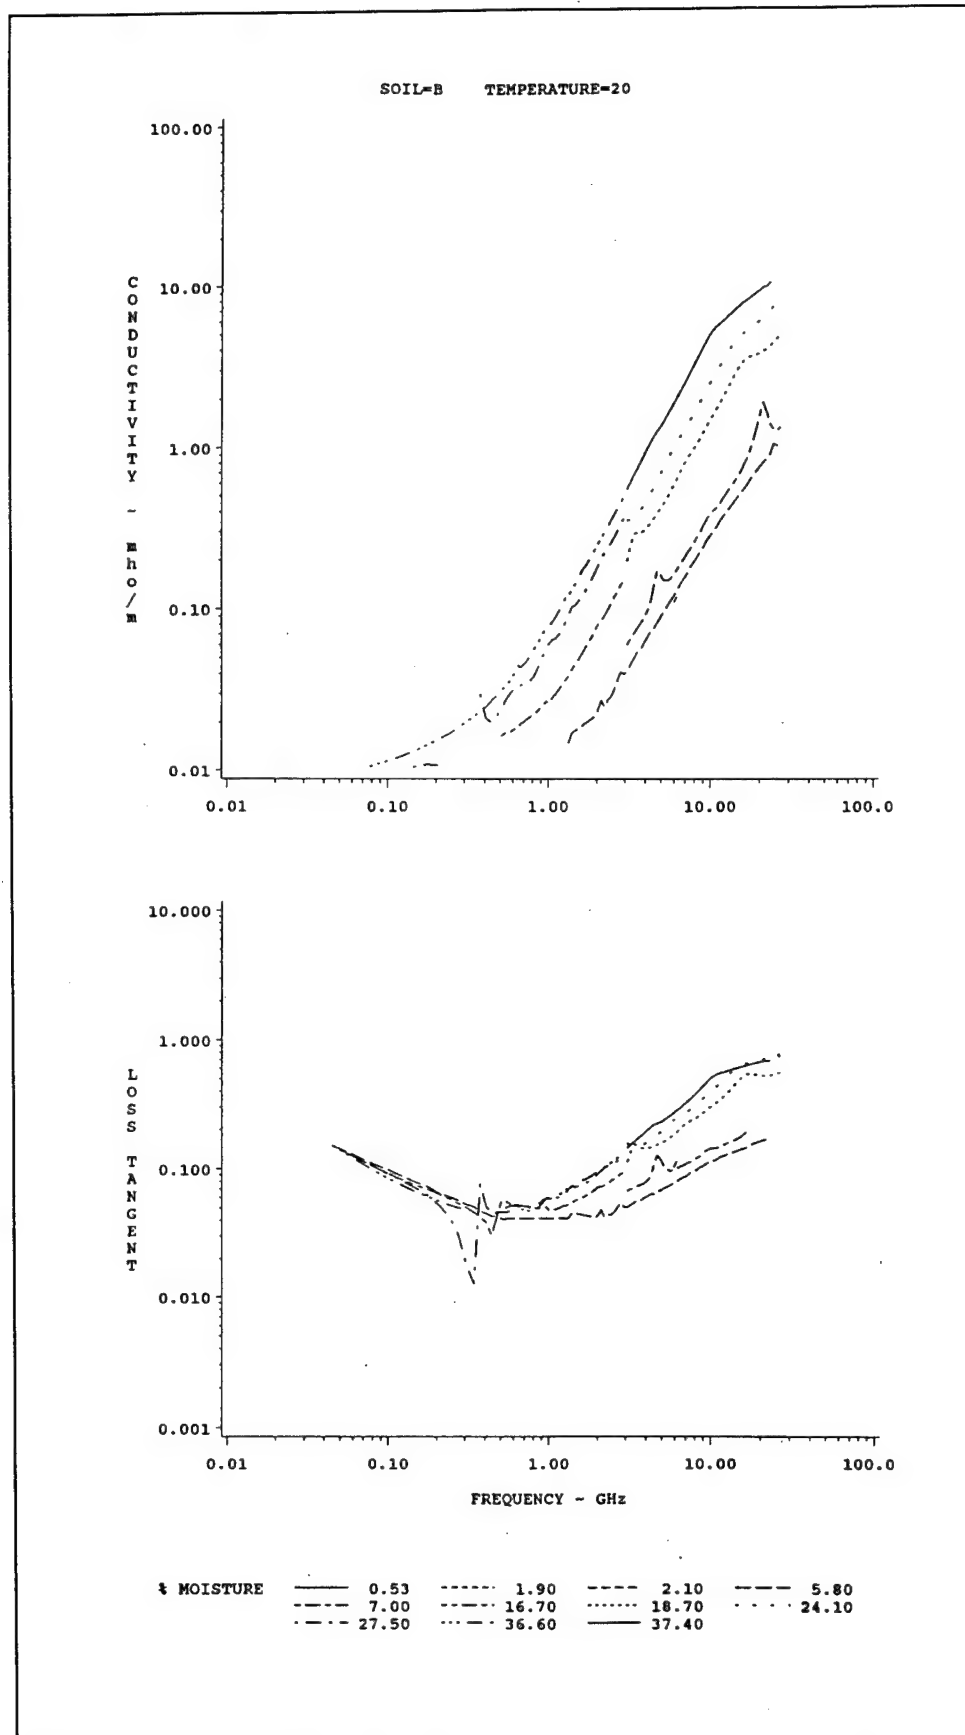 SOIL=B TEMPERATURE=20
100.00
10.00
1.00
0.10
0.01
CONDUCTIVITY ~ mho/m
0.01 0.10 1.00 10.00 100.0
10.000
1.000
0.100
0.010
0.001
LOSS TANGENT
0.01 0.10 1.00 10.00 100.0
FREQUENCY ~ GHz
% MOISTURE 0.53 1.90 2.10 5.80
7.00 16.70 18.70 24.10
27.50 36.60 37.40